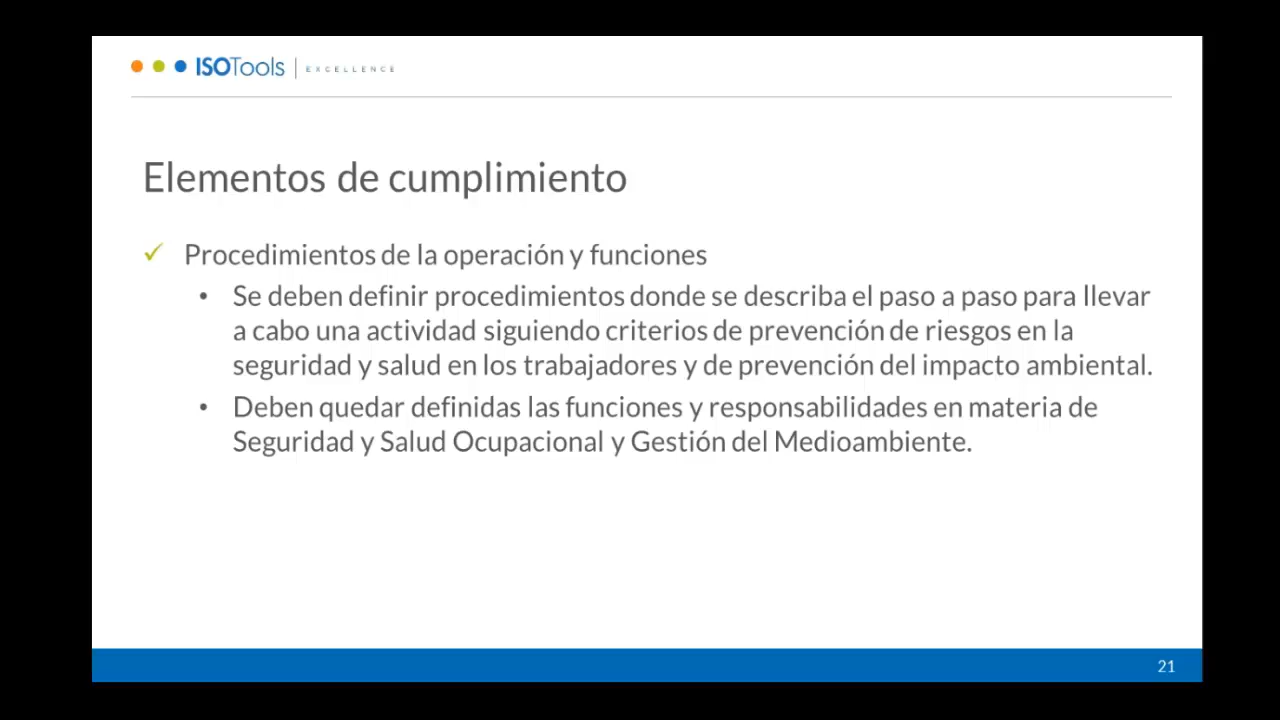 ISOTools | EXCELLENCE
Elementos de cumplimiento
✓ Procedimientos de la operación y funciones
• Se deben definir procedimientos donde se describa el paso a paso para llevar
a cabo una actividad siguiendo criterios de prevención de riesgos en la
seguridad y salud en los trabajadores y de prevención del impacto ambiental.
• Deben quedar definidas las funciones y responsabilidades en materia de
Seguridad y Salud Ocupacional y Gestión del Medioambiente.
21